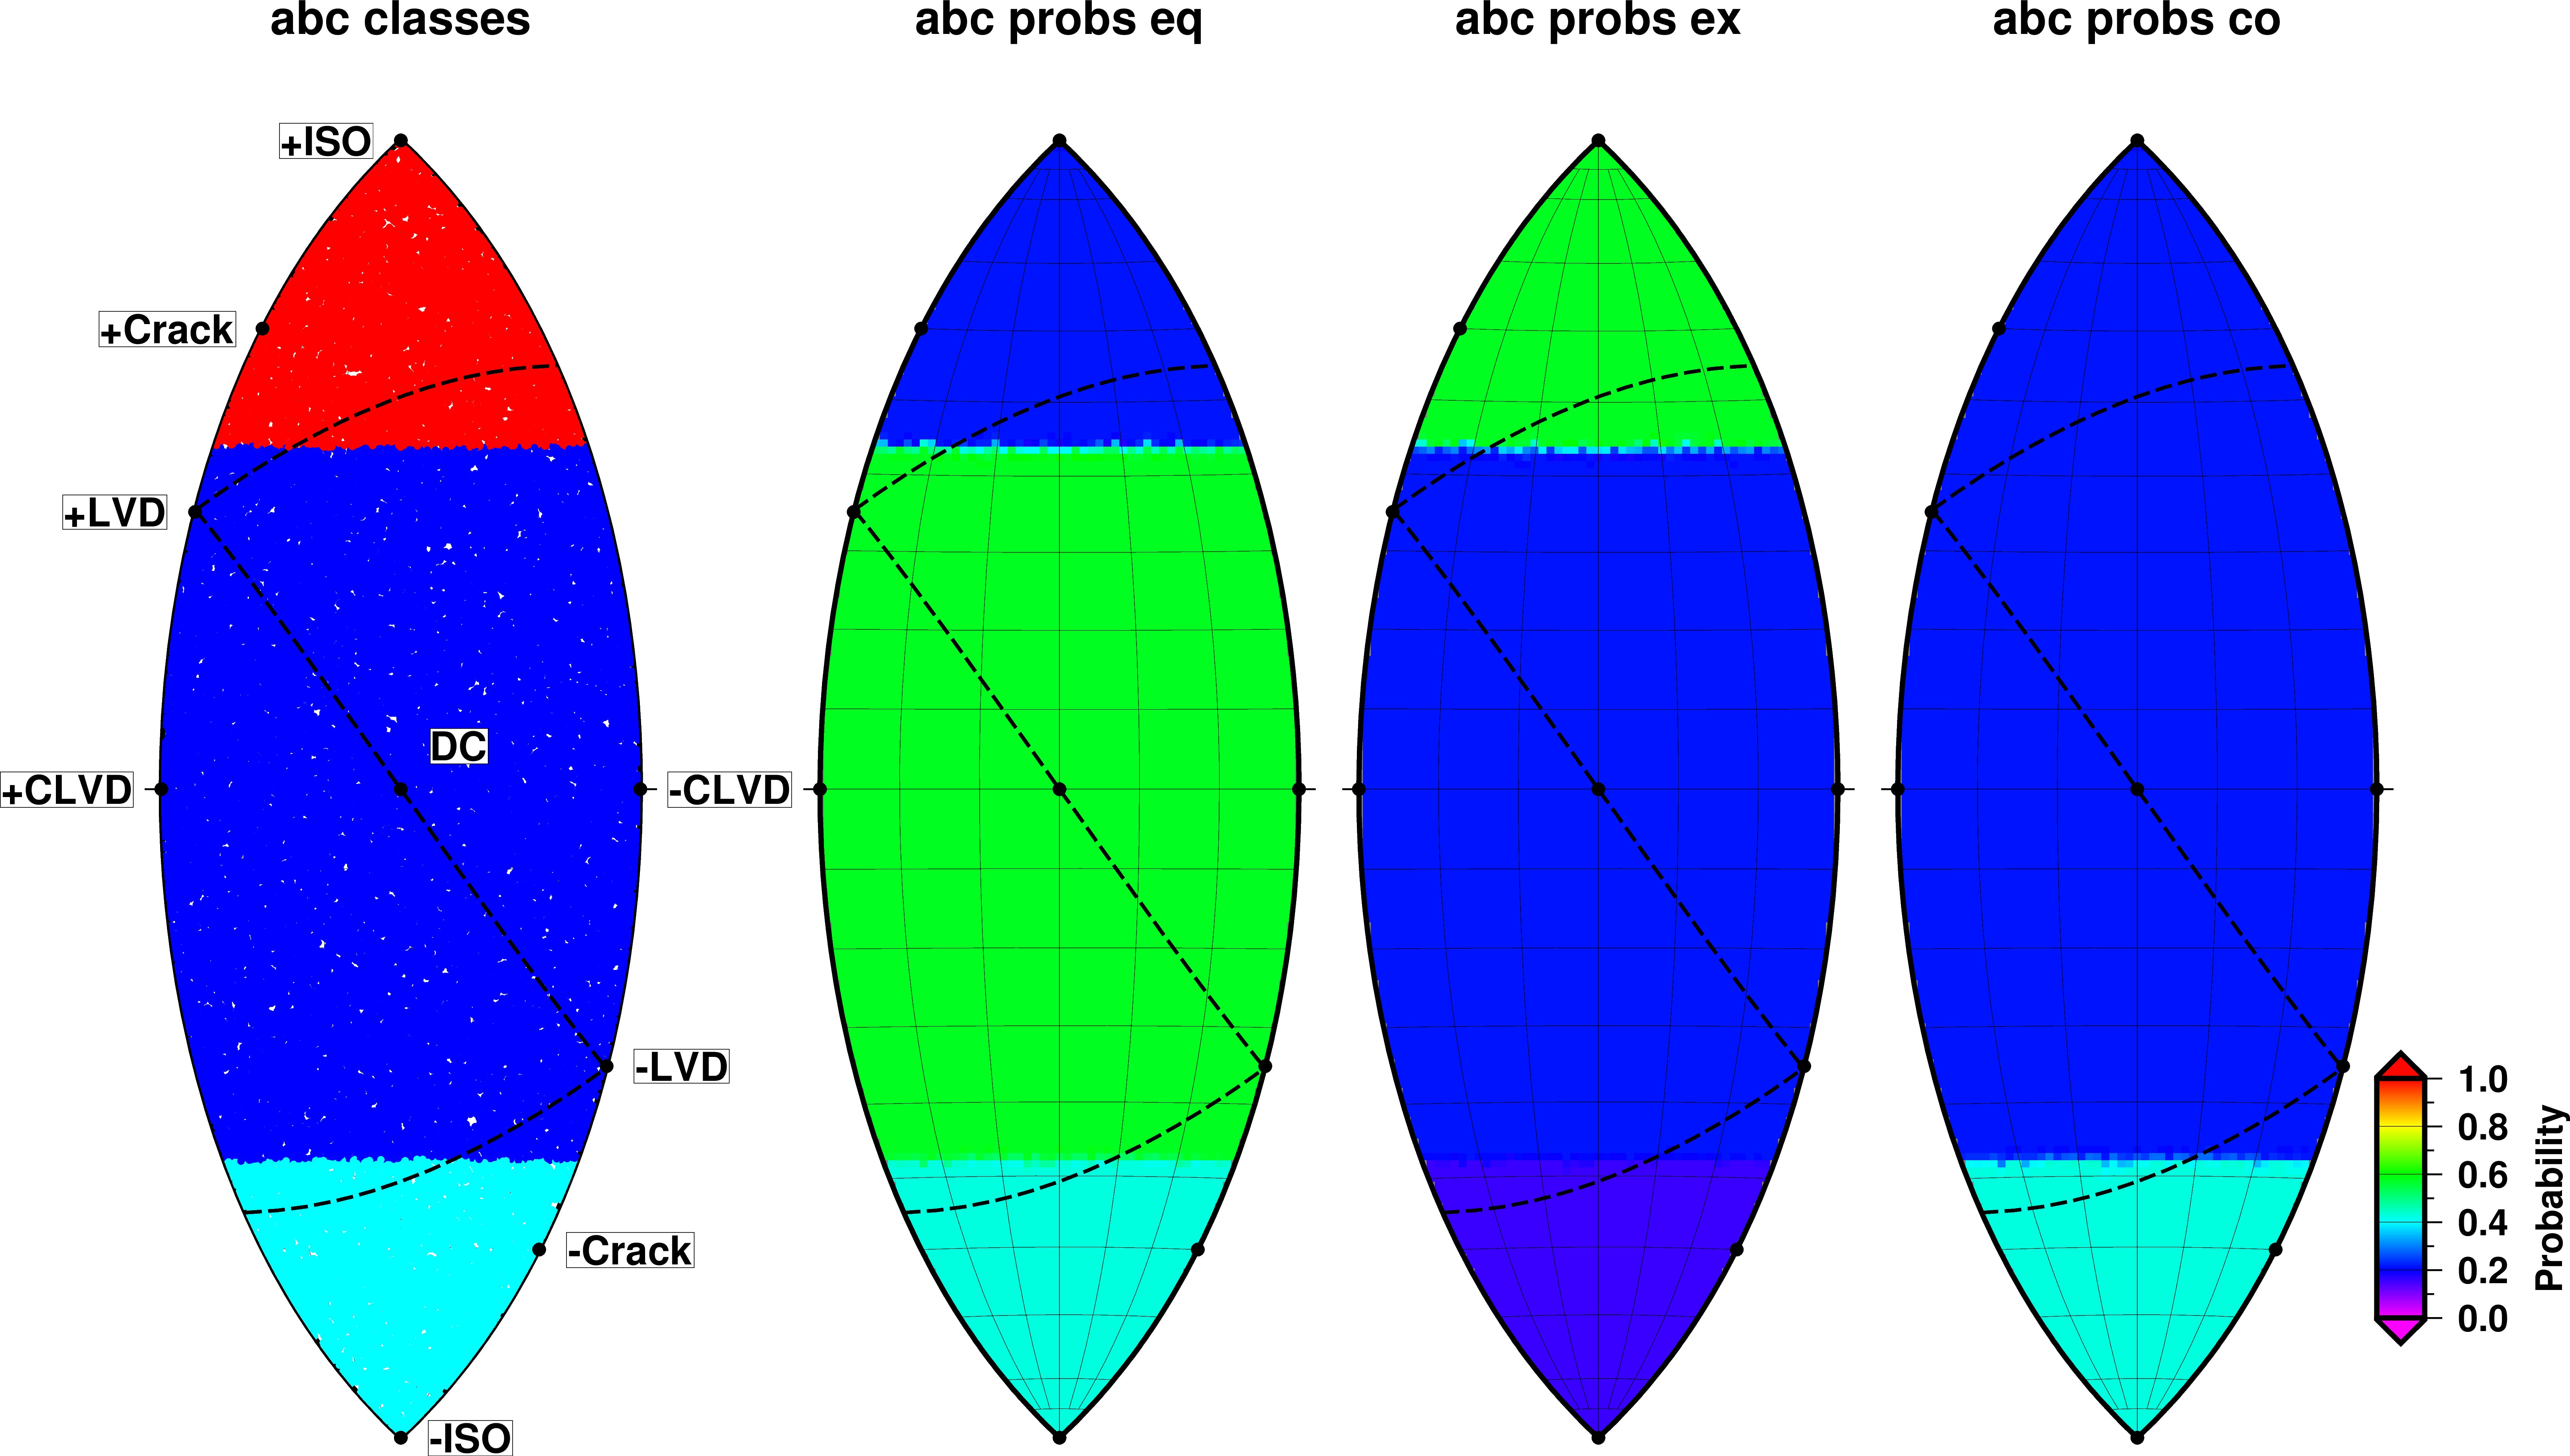 abc classes
abc probs eq
abc probs ex
abc probs co
+ISO
+Crack
+LVD
DC
+CLVD
-CLVD
-LVD
-Crack
-ISO
1.0
0.8
0.6
0.4
0.2
0.0
Probability